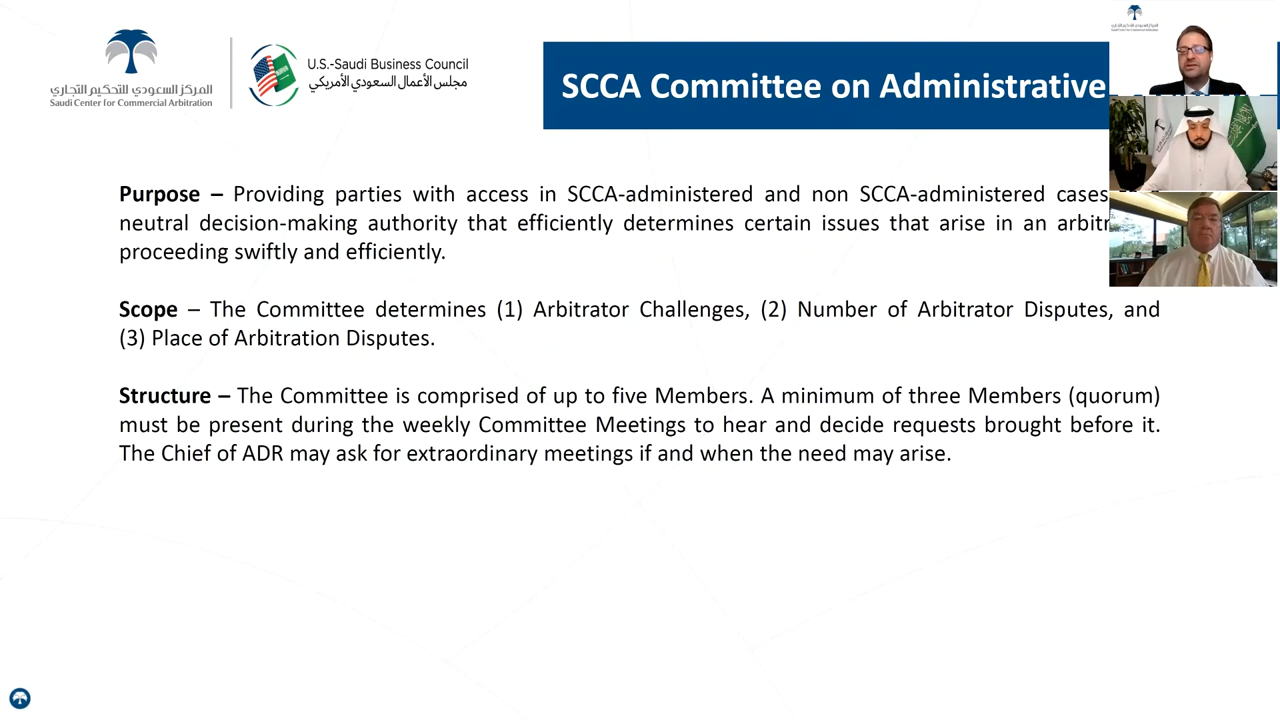 المركز السعودي للتحكيم التجاري
Saudi Center for Commercial Arbitration
U.S.-Saudi Business Council
مجلس الأعمال السعودي الأمريكي
SCCA Committee on Administrative
Purpose – Providing parties with access in SCCA-administered and non SCCA-administered cases
neutral decision-making authority that efficiently determines certain issues that arise in an arbitr
proceeding swiftly and efficiently.
Scope – The Committee determines (1) Arbitrator Challenges, (2) Number of Arbitrator Disputes, and
(3) Place of Arbitration Disputes.
Structure – The Committee is comprised of up to five Members. A minimum of three Members (quorum)
must be present during the weekly Committee Meetings to hear and decide requests brought before it.
The Chief of ADR may ask for extraordinary meetings if and when the need may arise.